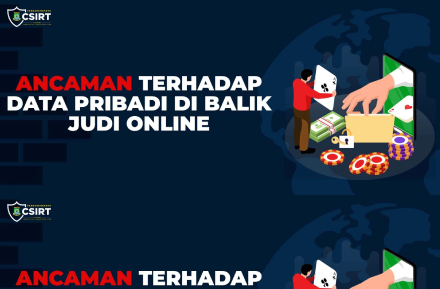 CSIRT
ANCAMAN TERHADAP
DATA PRIBADI DI BALIK
JUDI ONLINE
CSIRT
ANCAMAN TERHADAP